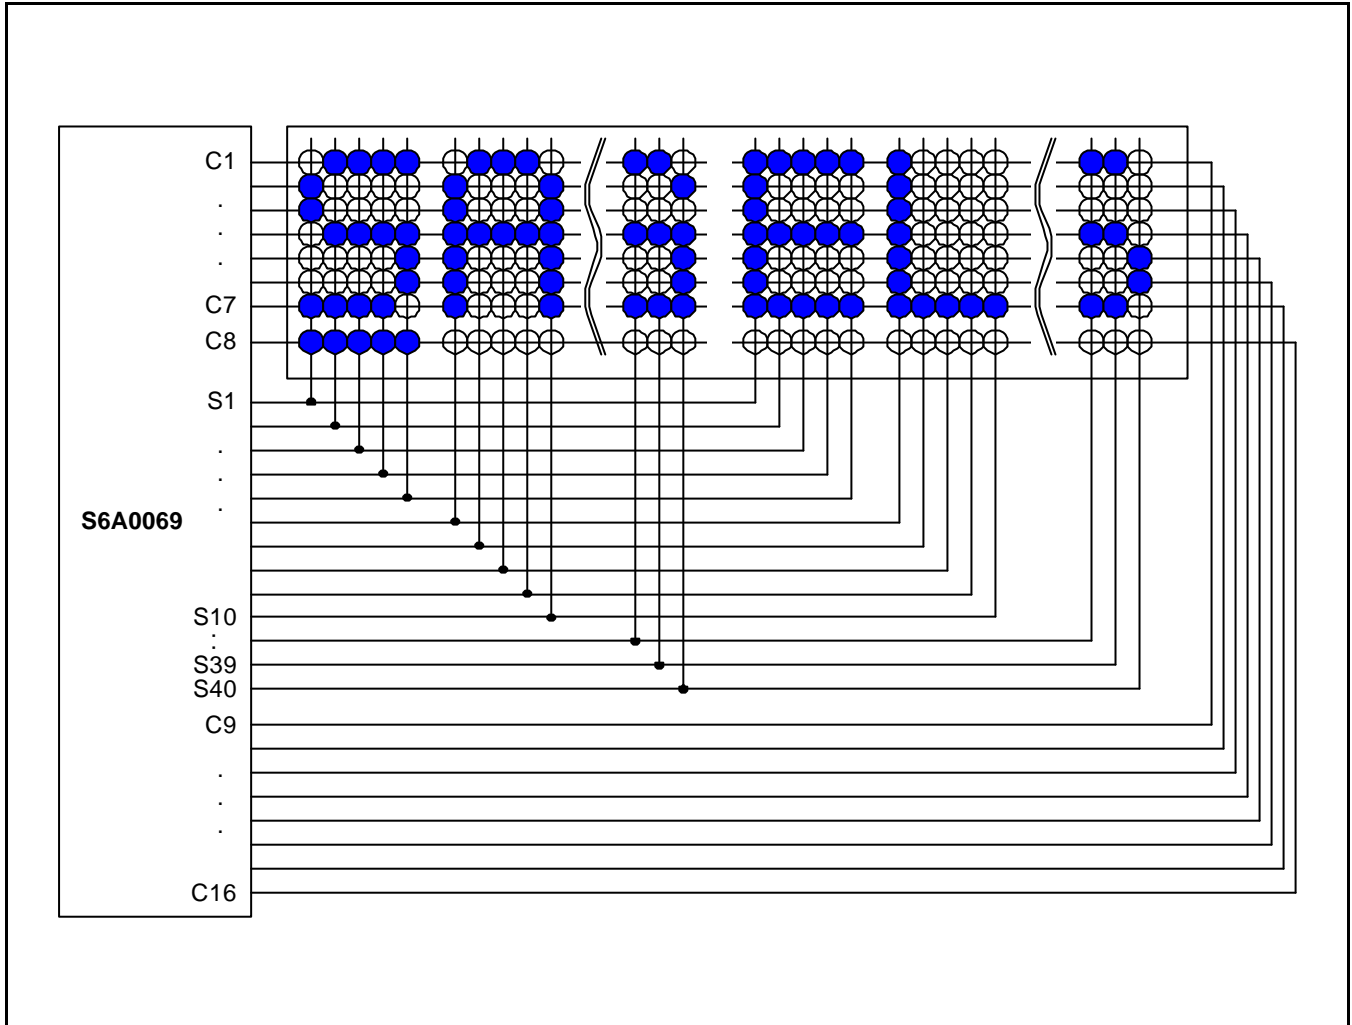 C1
.
.
.
C7
C8
S1
.
.
.
S6A0069
S10
.
.
S39
S40
C9
.
.
.
C16